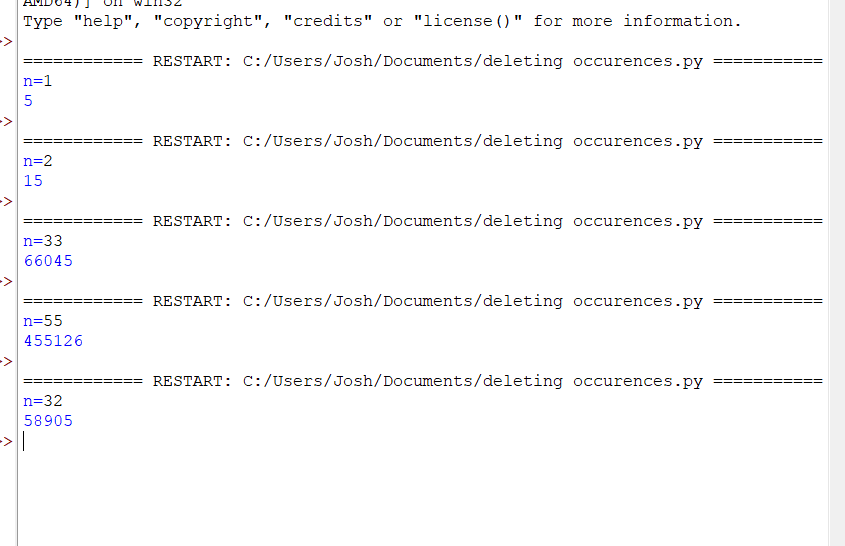 AMD64)] on win32
Type "help", "copyright", "credits" or "license()" for more information.
>>
============ RESTART: C:/Users/Josh/Documents/deleting occurences.py ===========
n=1
5
>>
============ RESTART: C:/Users/Josh/Documents/deleting occurences.py ===========
n=2
15
>>
============ RESTART: C:/Users/Josh/Documents/deleting occurences.py ===========
n=33
66045
>>
============ RESTART: C:/Users/Josh/Documents/deleting occurences.py ===========
n=55
455126
>>
============ RESTART: C:/Users/Josh/Documents/deleting occurences.py ===========
n=32
58905
>>